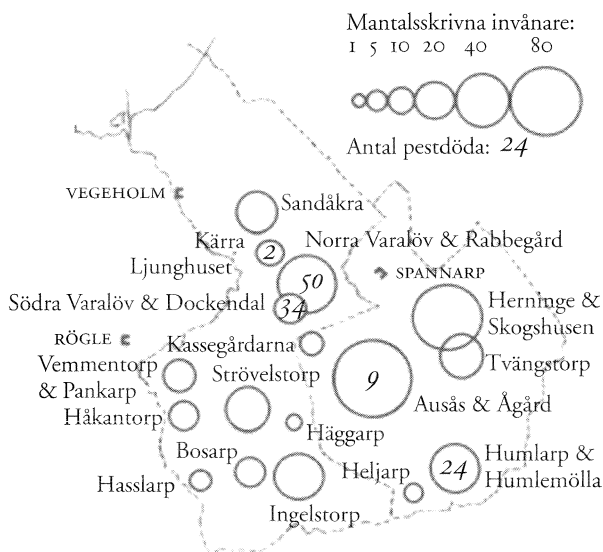 Mantalsskrivna invånare:
1 5 10 20 40 80
Antal pestdöda: 24
VEGEHOLM
Sandåkra
Kärra
Ljunghuset
2
Norra Varalöv & Rabbegård
50
SPANNARP
Södra Varalöv & Dockendal
34
Herninge &
Skogshusen
RÖGLE
Kassegårdarna
Tvängstorp
Vemmentorp
& Pankarp
Strövelstorp
9
Ausås & Ågård
Håkantorp
Häggarp
Bosarp
Heljarp
24
Humlarp &
Humlemölla
Hasslarp
Ingelstorp